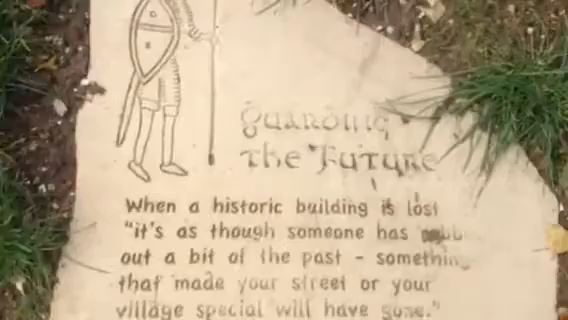 guarding
the Future
When a historic building is lost
"it's as though someone has
out a bit of the past - something
that made your street or your
village special will have gone."